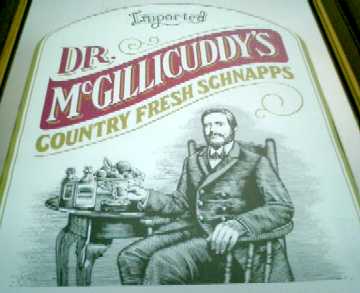 Imported
DR.
McGILLICUDDY'S
COUNTRY FRESH SCHNAPPS